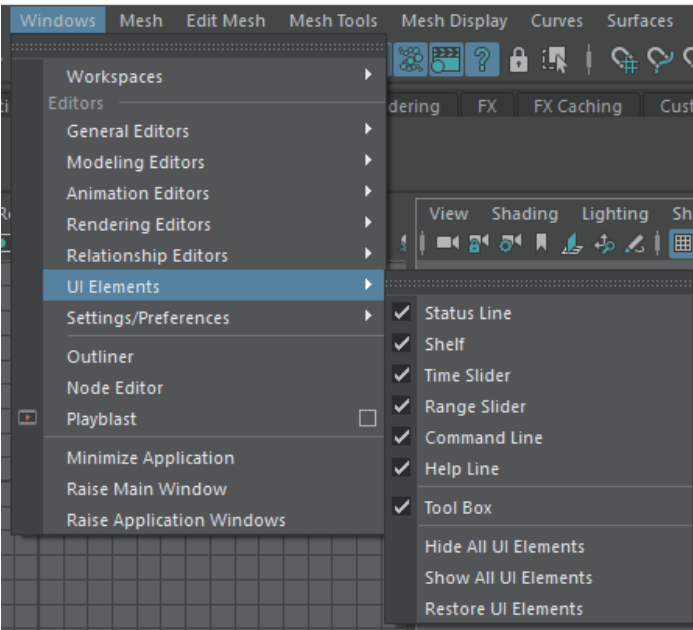 Windows Mesh Edit Mesh Mesh Tools Mesh Display Curves Surfaces
Workspaces
Editors
General Editors
Modeling Editors
Animation Editors
Rendering Editors
Relationship Editors
UI Elements
Settings/Preferences
Outliner
Node Editor
Playblast
Minimize Application
Raise Main Window
Raise Application Windows
dering FX FX Caching Cust
View Shading Lighting Sh
Status Line
Shelf
Time Slider
Range Slider
Command Line
Help Line
Tool Box
Hide All UI Elements
Show All UI Elements
Restore UI Elements